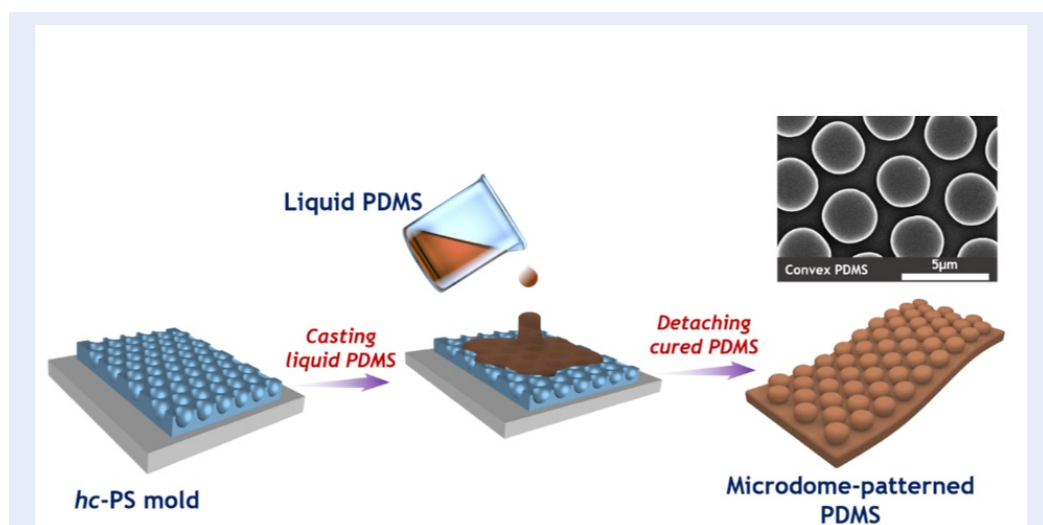 Liquid PDMS
Convex PDMS
5μm
Casting
liquid PDMS
Detaching
cured PDMS
hc-PS mold
Microdome-patterned
PDMS